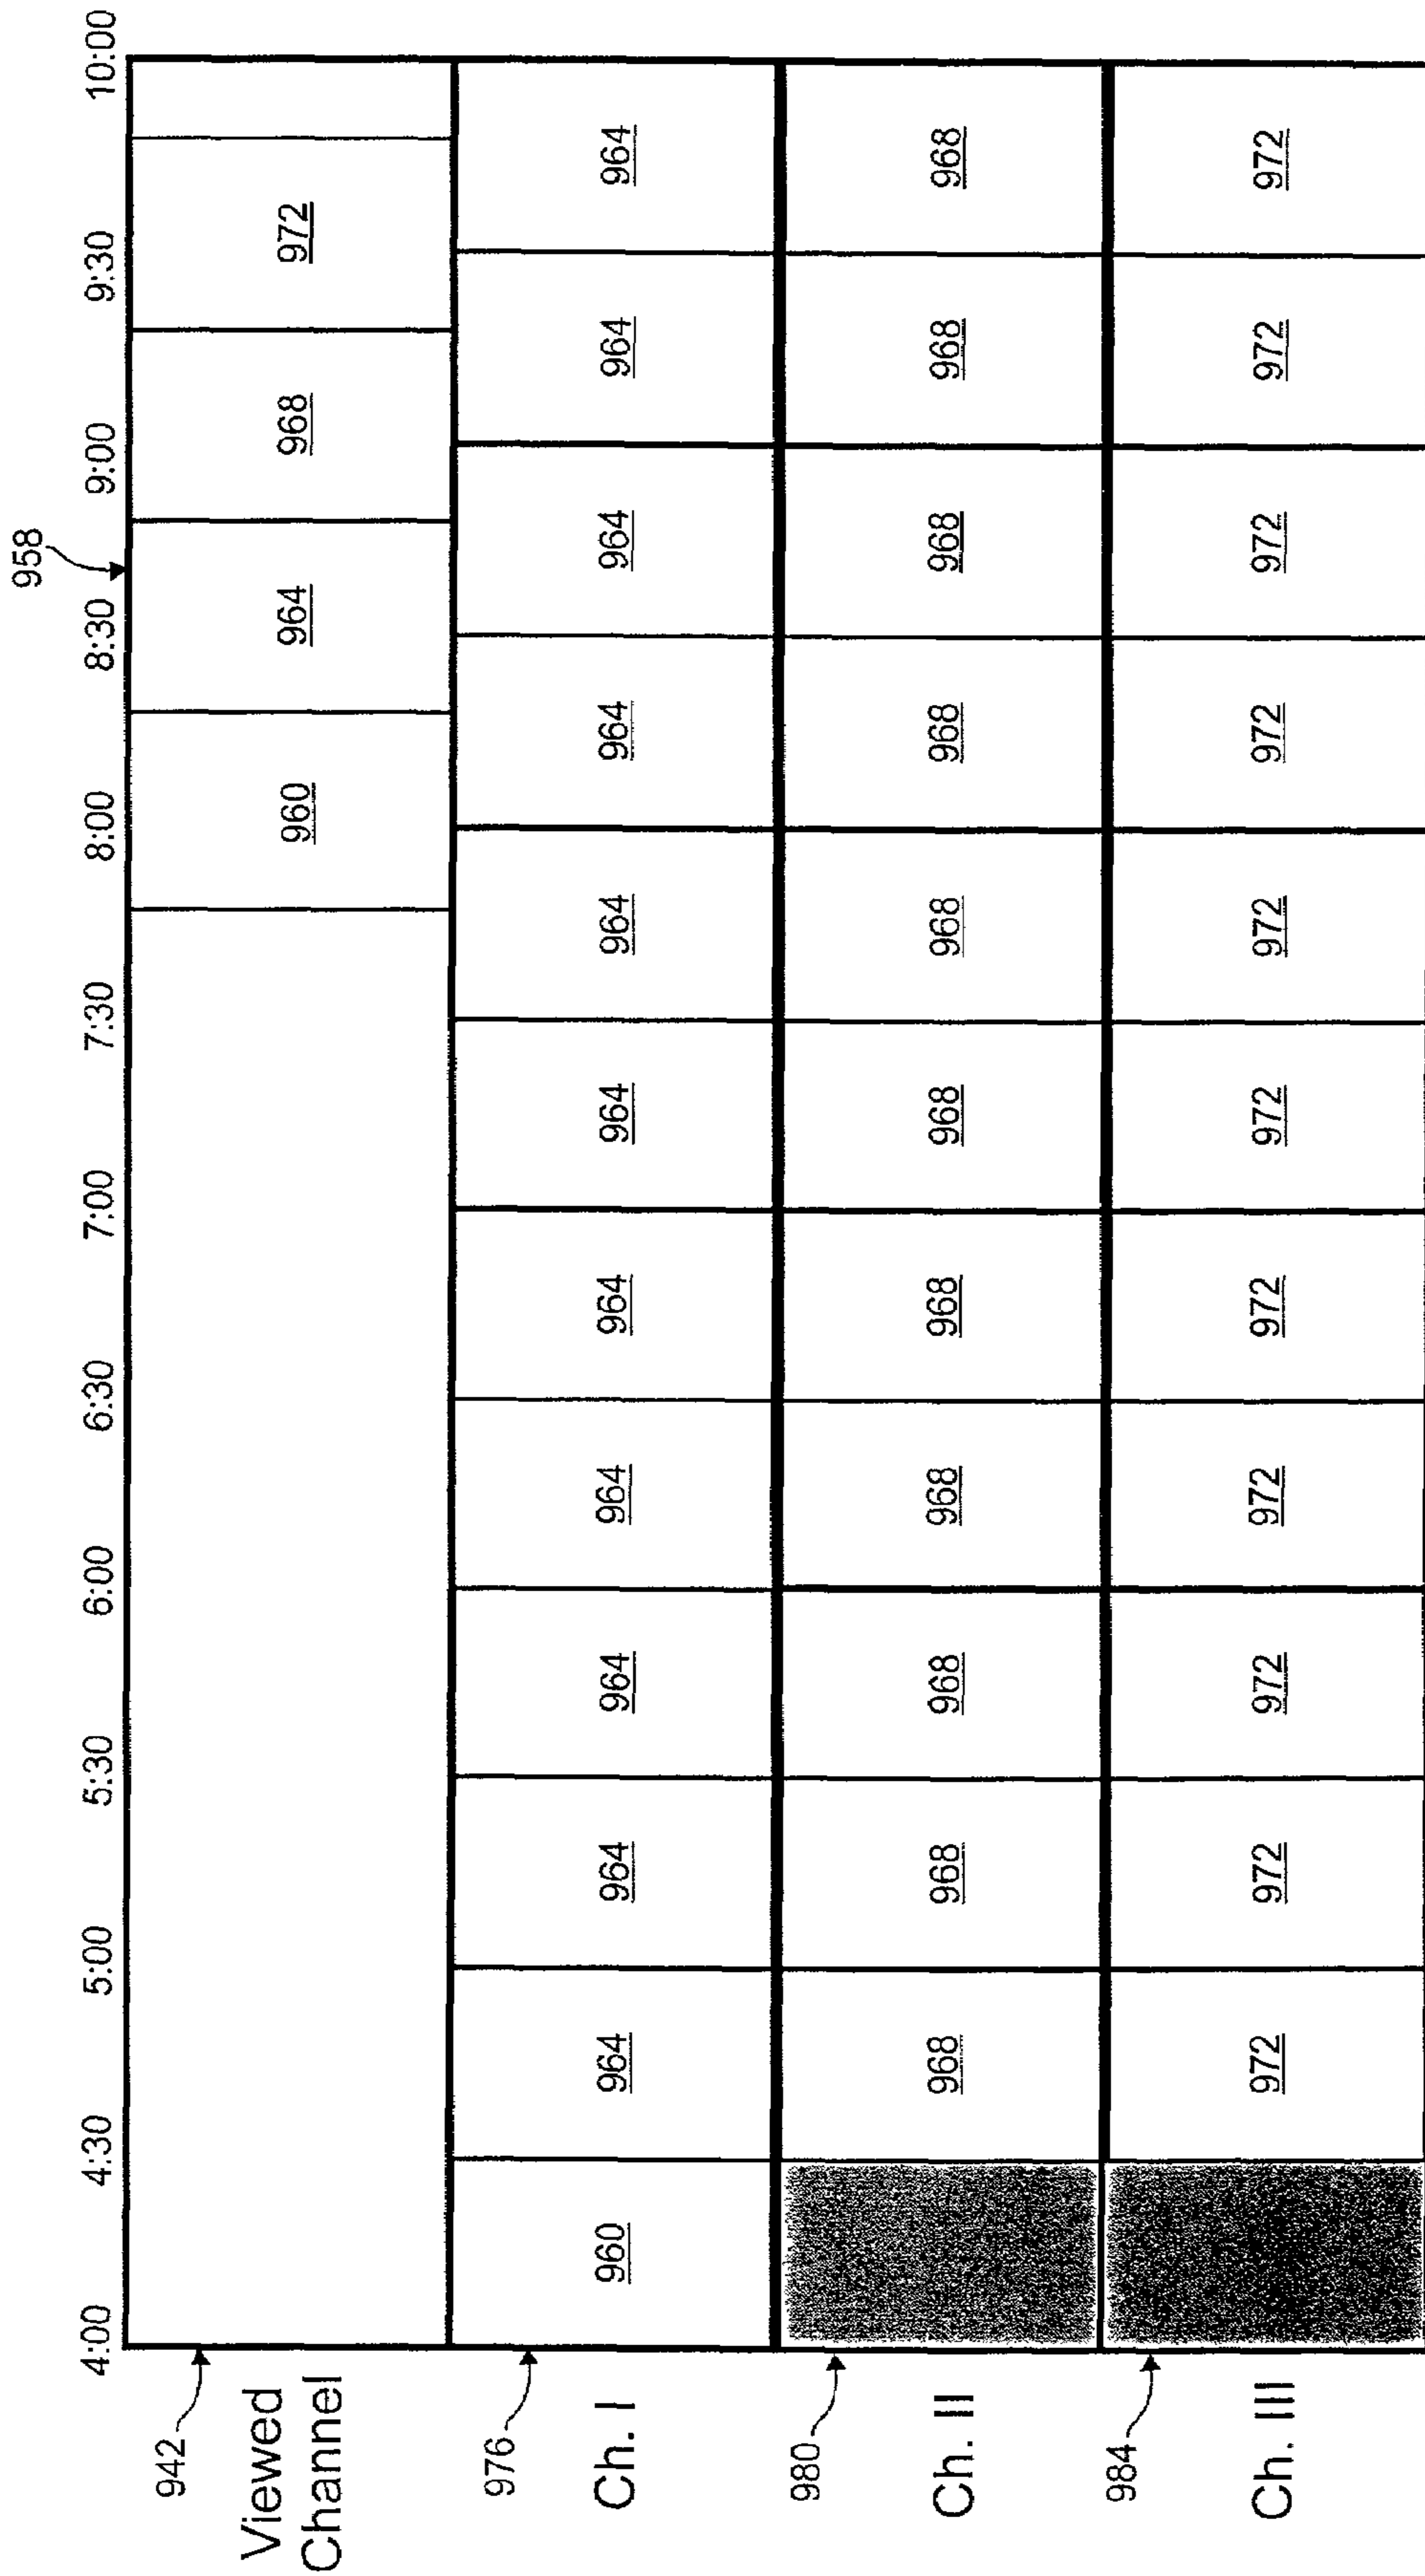 958
4:00 4:30 5:00 5:30 6:00 6:30 7:00 7:30 8:00 8:30 9:00 9:30 10:00
942
Viewed
Channel
960 964 968 972
976
Ch. I
960 964 964 964 964 964 964 964 964 964 964 964
980
Ch. II
968 968 968 968 968 968 968 968 968 968 968
984
Ch. III
972 972 972 972 972 972 972 972 972 972 972